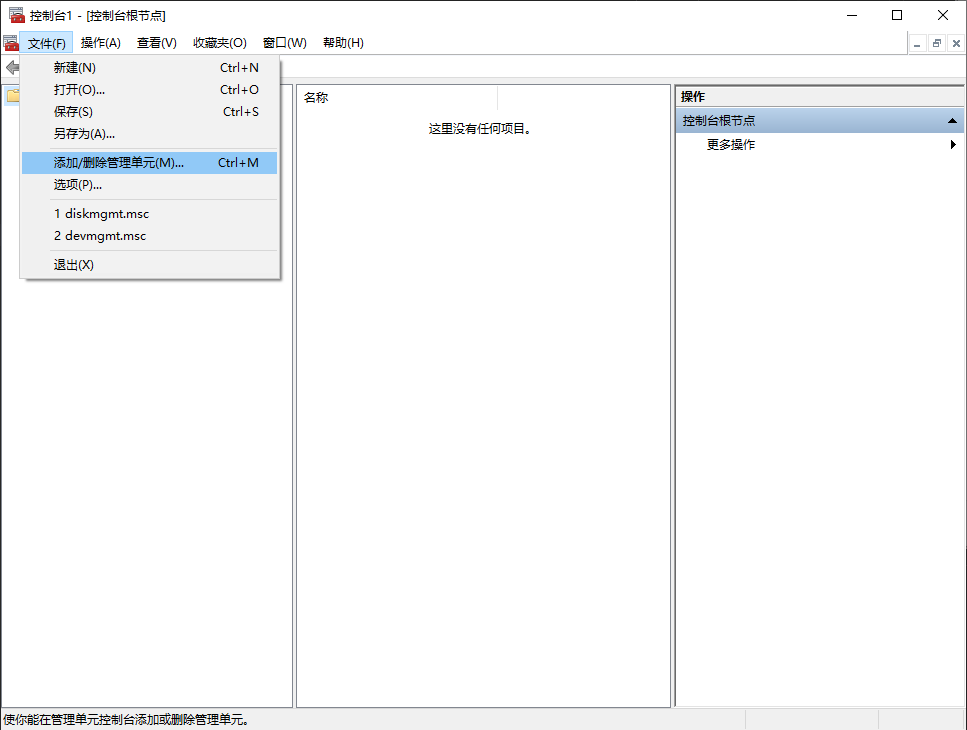 控制台1 - [控制台根节点]
文件(F) 操作(A) 查看(V) 收藏夹(O) 窗口(W) 帮助(H)
新建(N) Ctrl+N
打开(O)... Ctrl+O
保存(S) Ctrl+S
另存为(A)...
添加/删除管理单元(M)... Ctrl+M
选项(P)...
1 diskmgmt.msc
2 devmgmt.msc
退出(X)
名称
这里没有任何项目。
操作
控制台根节点
更多操作
使你能在管理单元控制台添加或删除管理单元。